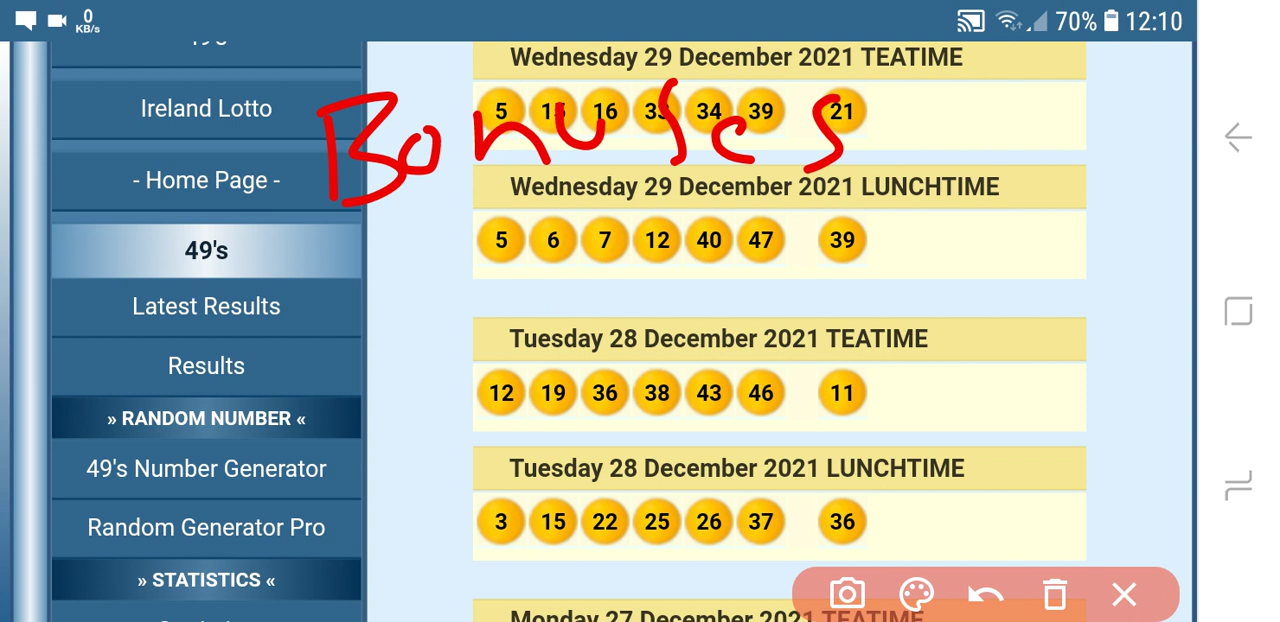 0
KB/s
70%
12:10
Ireland Lotto
- Home Page -
49's
Latest Results
Results
» RANDOM NUMBER «
49's Number Generator
Random Generator Pro
» STATISTICS «
Bonuses
Wednesday 29 December 2021 TEATIME
5 15 16 33 34 39 21
Wednesday 29 December 2021 LUNCHTIME
5 6 7 12 40 47 39
Tuesday 28 December 2021 TEATIME
12 19 36 38 43 46 11
Tuesday 28 December 2021 LUNCHTIME
3 15 22 25 26 37 36
Monday 27 December 2021 TEATIME